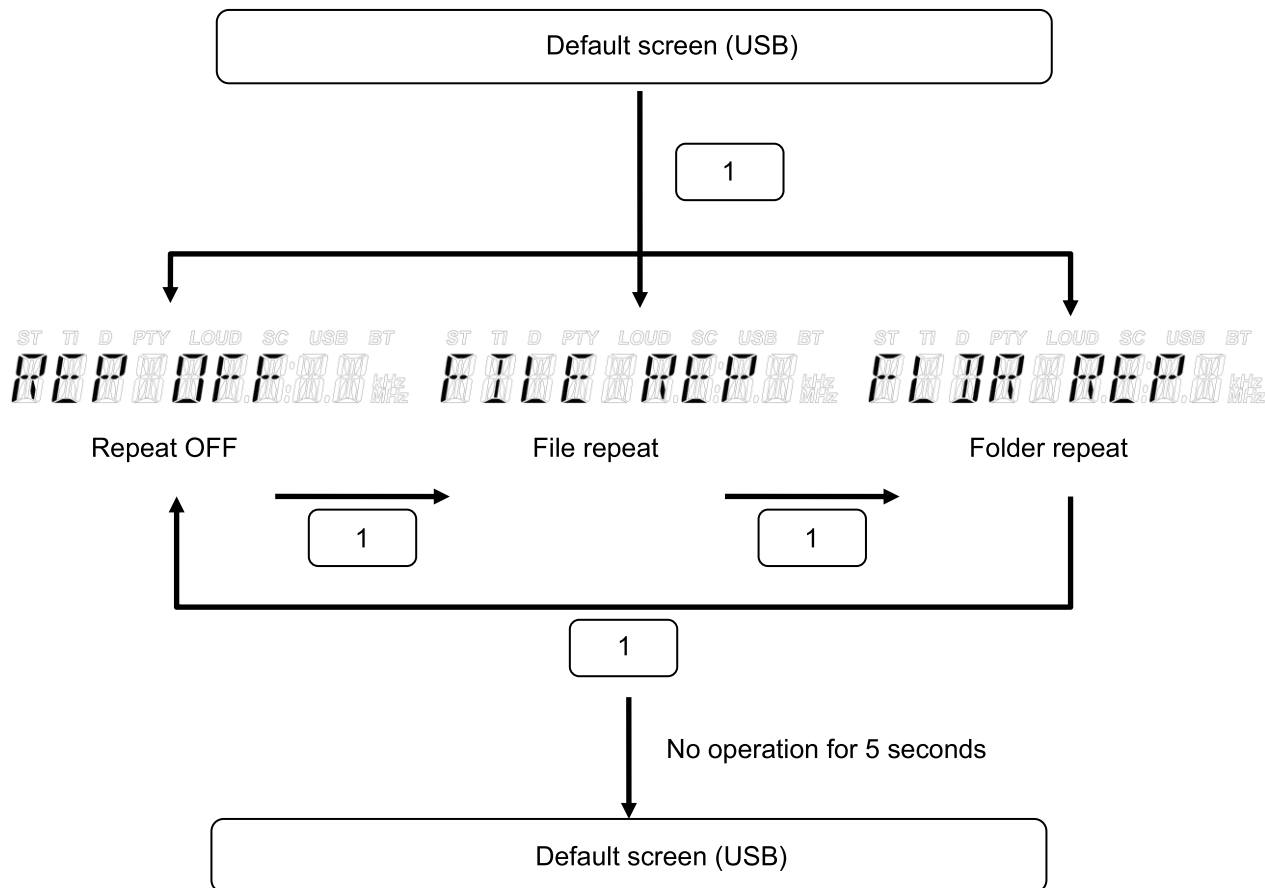 Default screen (USB)
1
ST TI D PTY LOUD SC USB BT
REP OFF kHz MHz
ST TI D PTY LOUD SC USB BT
FILE REP kHz MHz
ST TI D PTY LOUD SC USB BT
FLDR REP kHz MHz
Repeat OFF
File repeat
Folder repeat
1
1
1
No operation for 5 seconds
Default screen (USB)